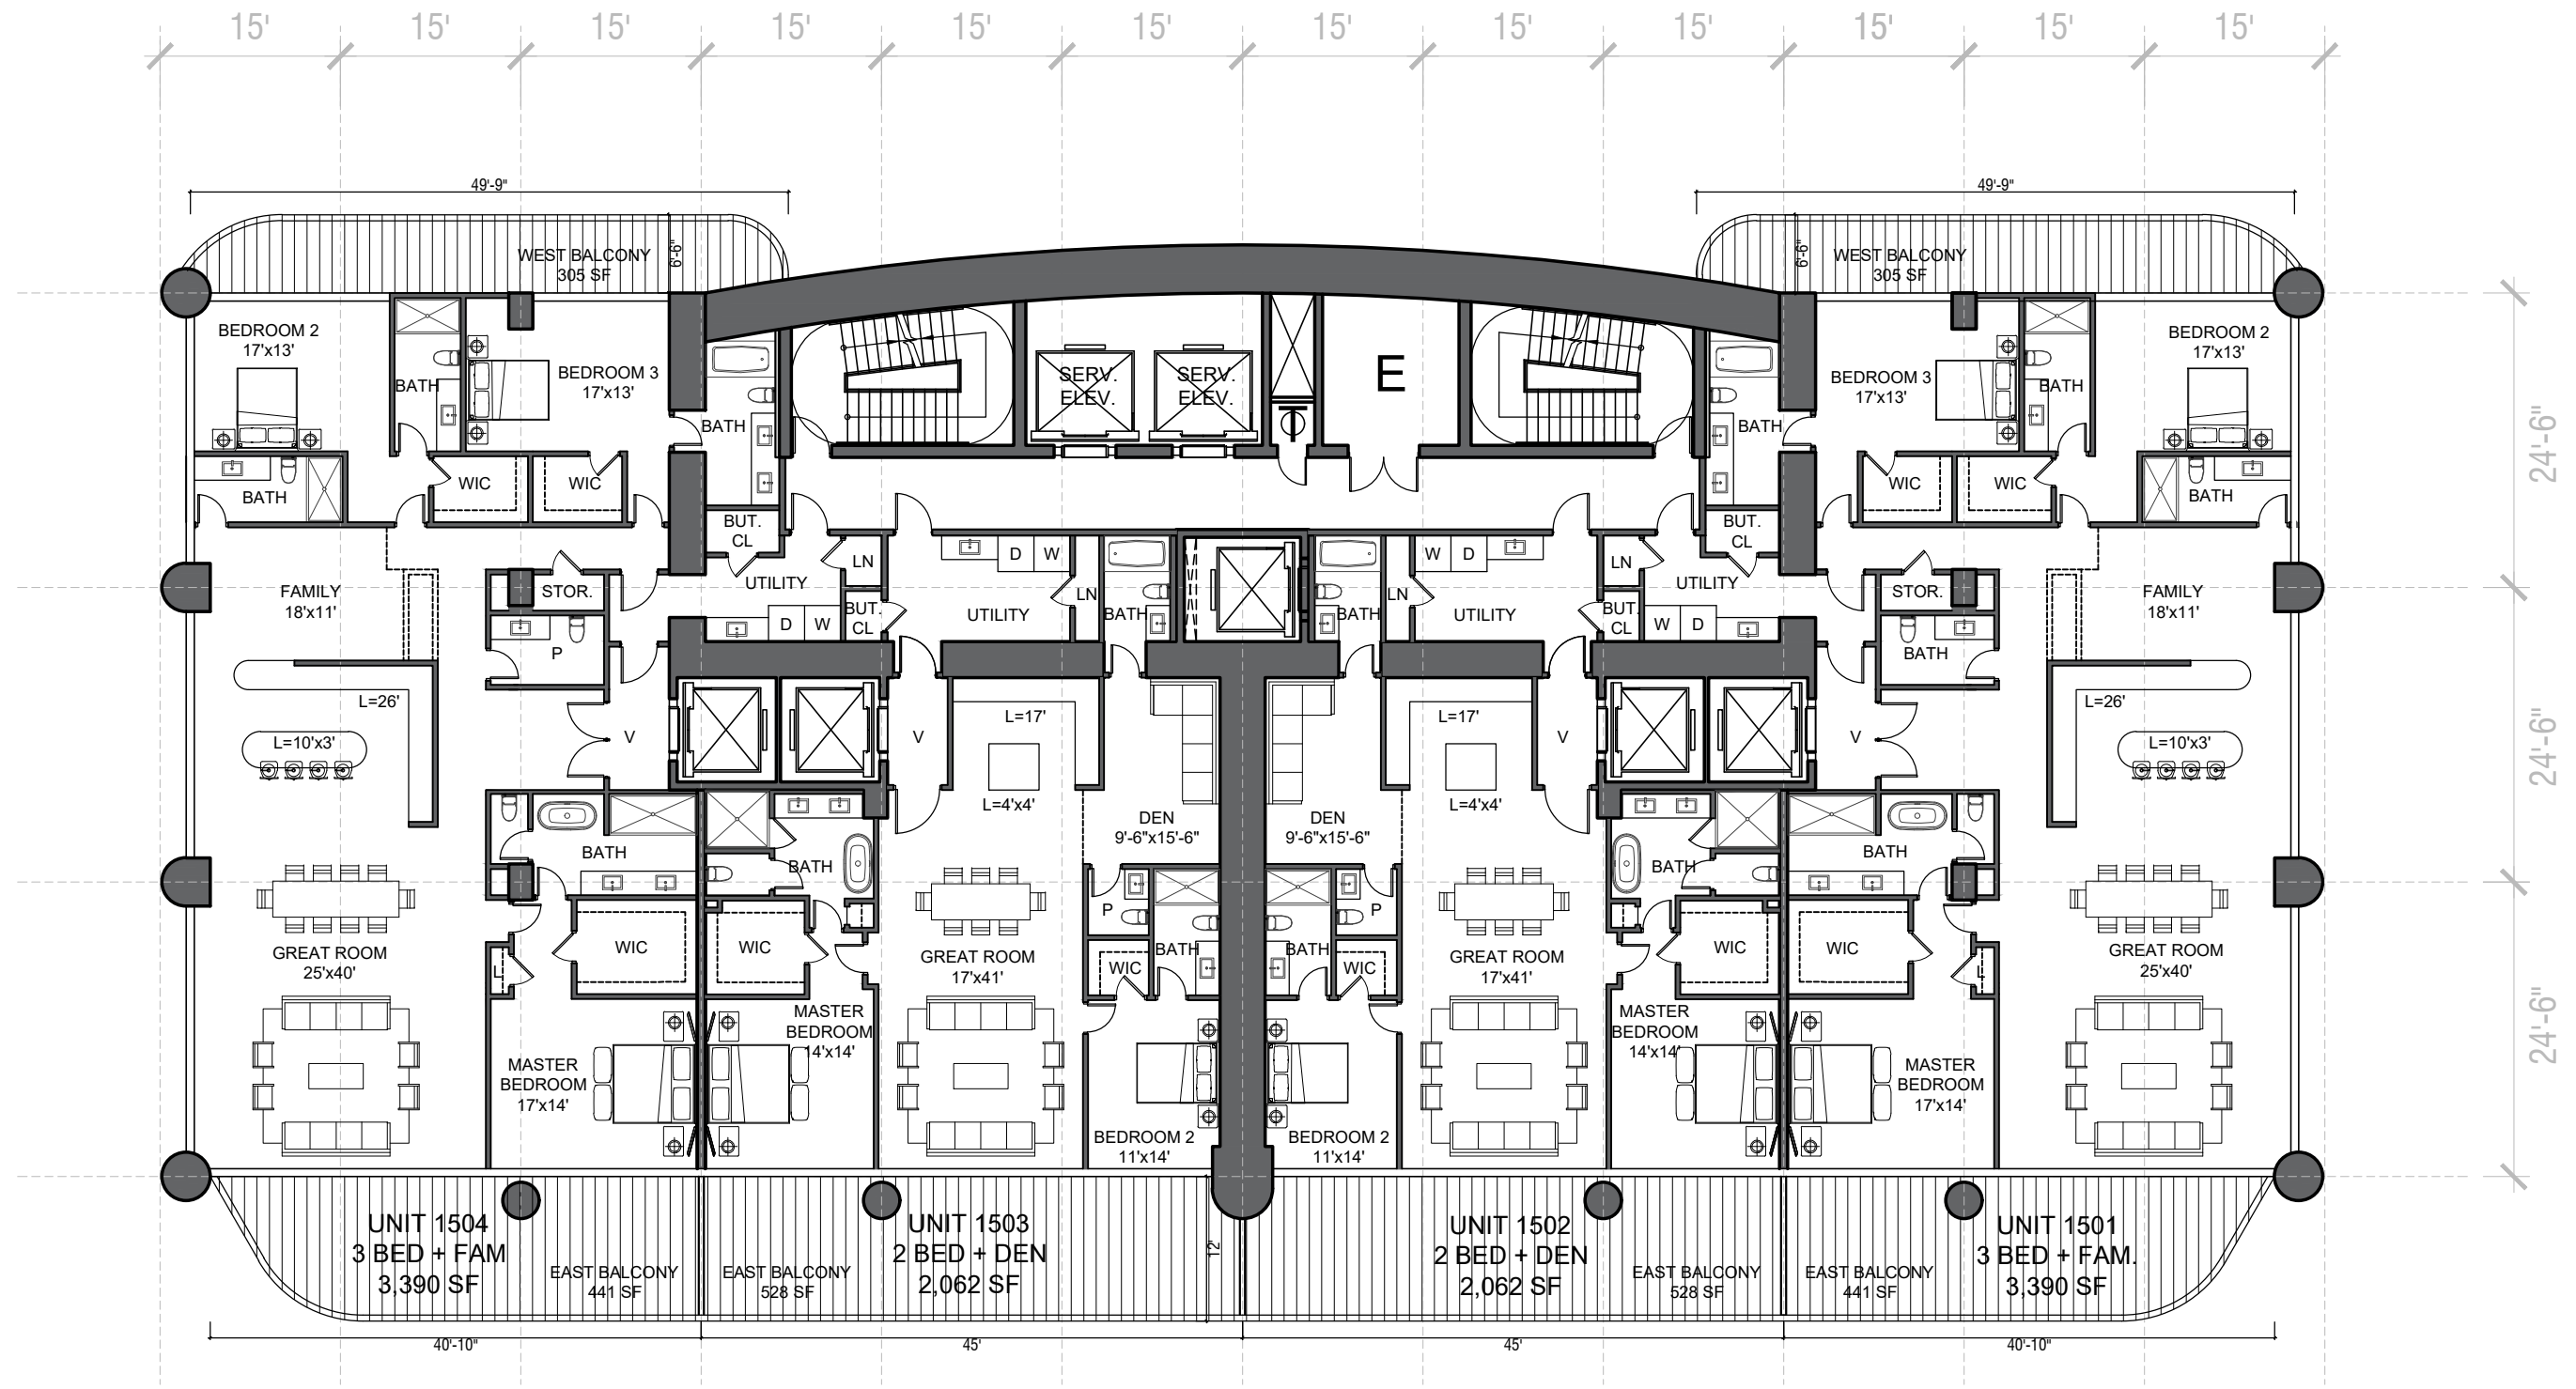 15' 15' 15' 15' 15' 15' 15' 15' 15' 15' 15' 15'
49'-9" 49'-9"
WEST BALCONY
305 SF
6'-6"
6'-6"
WEST BALCONY
305 SF
BEDROOM 2
17'x13'
BATH
BEDROOM 3
17'x13'
BATH
SERV.
ELEV.
SERV.
ELEV.
T
E
BATH
BEDROOM 3
17'x13'
BATH
BEDROOM 2
17'x13'
24'-6"
BATH
WIC
WIC
BUT.
CL
BUT.
CL
WIC
WIC
BATH
FAMILY
18'x11'
STOR.
P
UTILITY
D W
LN
BUT.
CL
D W
UTILITY
LN
BATH
BATH
LN
W D
UTILITY
LN
BUT.
CL
UTILITY
W D
STOR.
BATH
FAMILY
18'x11'
24'-6"
L=26'
L=10'x3'
V
V
L=17'
L=4'x4'
DEN
9'-6"x15'-6"
DEN
9'-6"x15'-6"
L=17'
L=4'x4'
V
V
L=26'
L=10'x3'
BATH
BATH
BATH
BATH
GREAT ROOM
25'x40'
L
WIC
WIC
GREAT ROOM
17'x41'
P
BATH
WIC
BATH
P
WIC
GREAT ROOM
17'x41'
WIC
WIC
L
GREAT ROOM
25'x40'
24'-6"
MASTER
BEDROOM
17'x14'
MASTER
BEDROOM
14'x14'
BEDROOM 2
11'x14'
BEDROOM 2
11'x14'
MASTER
BEDROOM
14'x14'
MASTER
BEDROOM
17'x14'
UNIT 1504
3 BED + FAM
3,390 SF
EAST BALCONY
441 SF
EAST BALCONY
528 SF
UNIT 1503
2 BED + DEN
2,062 SF
12'
UNIT 1502
2 BED + DEN
2,062 SF
EAST BALCONY
528 SF
EAST BALCONY
441 SF
UNIT 1501
3 BED + FAM.
3,390 SF
40'-10" 45' 45' 40'-10"